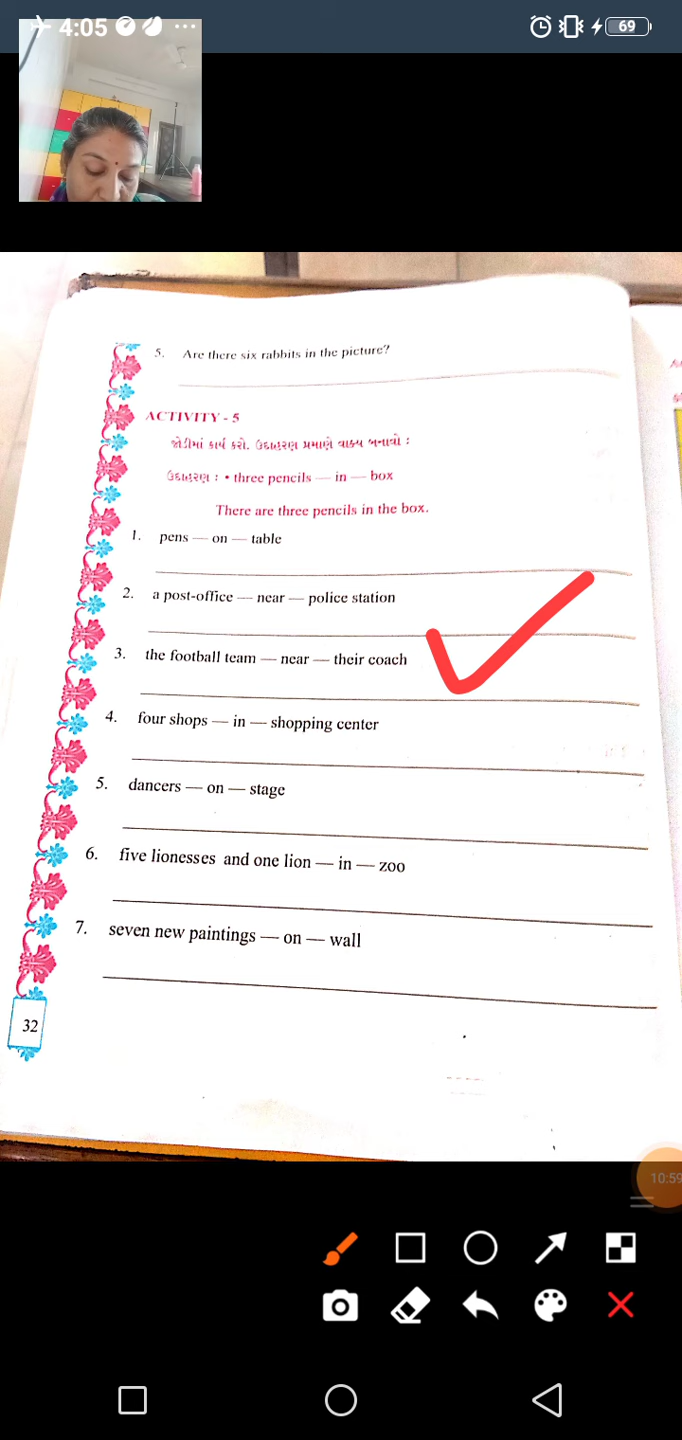 4:05
69
5. Are there six rabbits in the picture?
ACTIVITY - 5
જોડીમાં કાર્ય કરો. ઉદાહરણ પ્રમાણે વાક્ય બનાવો :
ઉદાહરણ : • three pencils — in — box
There are three pencils in the box.
1. pens — on — table
2. a post-office — near — police station
3. the football team — near — their coach
4. four shops — in — shopping center
5. dancers — on — stage
6. five lionesses and one lion — in — zoo
7. seven new paintings — on — wall
32
10:59